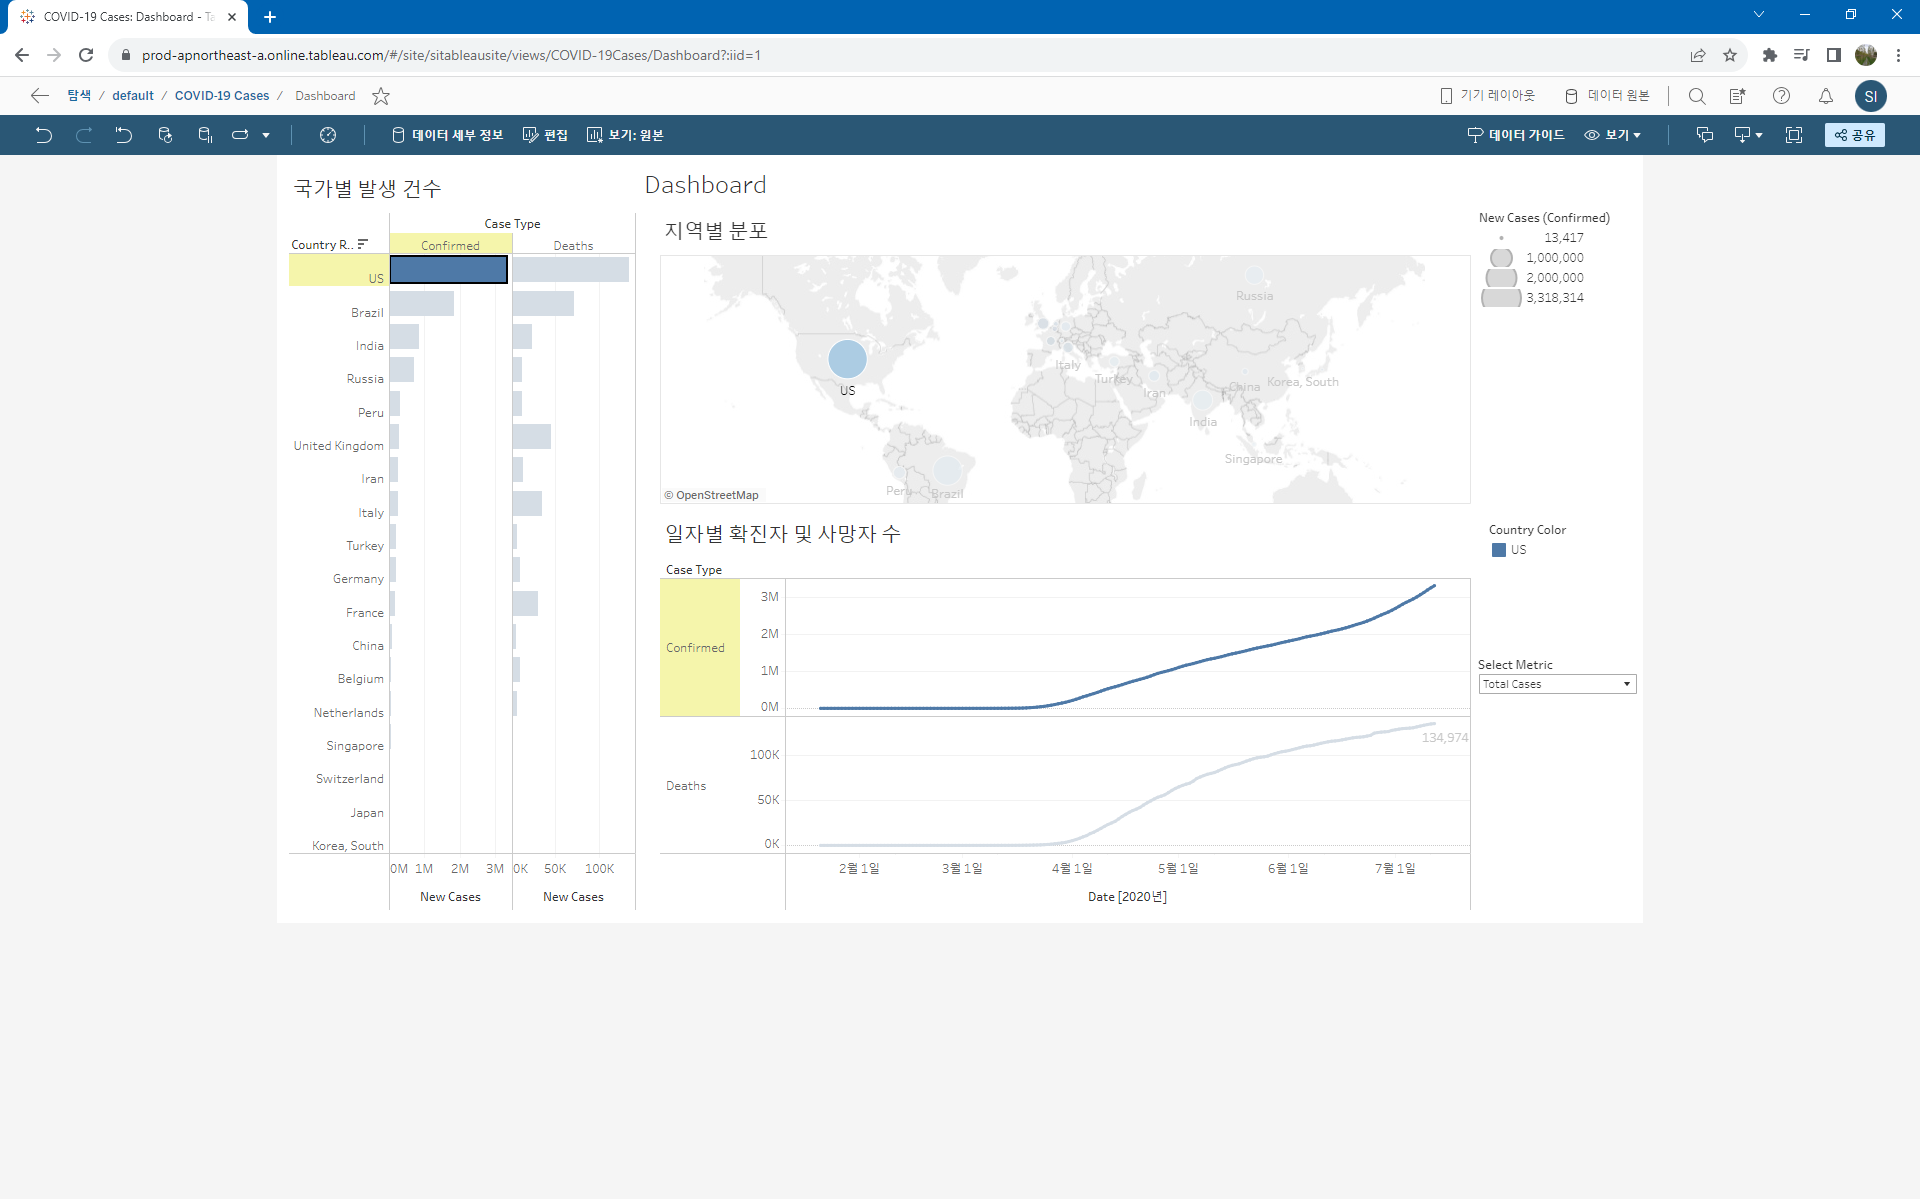 COVID-19 Cases: Dashboard - Ta
prod-apnortheast-a.online.tableau.com/#/site/sitableausite/views/COVID-19Cases/Dashboard?:iid=1
탐색 / default / COVID-19 Cases / Dashboard
기기 레이아웃
데이터 원본
SI
데이터 세부 정보
편집
보기: 원본
데이터 가이드
보기
공유
국가별 발생 건수
Case Type
Country R..
Confirmed
Deaths
US
Brazil
India
Russia
Peru
United Kingdom
Iran
Italy
Turkey
Germany
France
China
Belgium
Netherlands
Singapore
Switzerland
Japan
Korea, South
0M 1M 2M 3M 0K 50K 100K
New Cases
New Cases
Dashboard
지역별 분포
Russia
Italy
Turkey
Iran
China
Korea, South
US
India
Singapore
Peru
Brazil
© OpenStreetMap
New Cases (Confirmed)
13,417
1,000,000
2,000,000
3,318,314
일자별 확진자 및 사망자 수
Case Type
Confirmed
3M
2M
1M
0M
Deaths
134,974
100K
50K
0K
2월 1일 3월 1일 4월 1일 5월 1일 6월 1일 7월 1일
Date [2020년]
Country Color
US
Select Metric
Total Cases